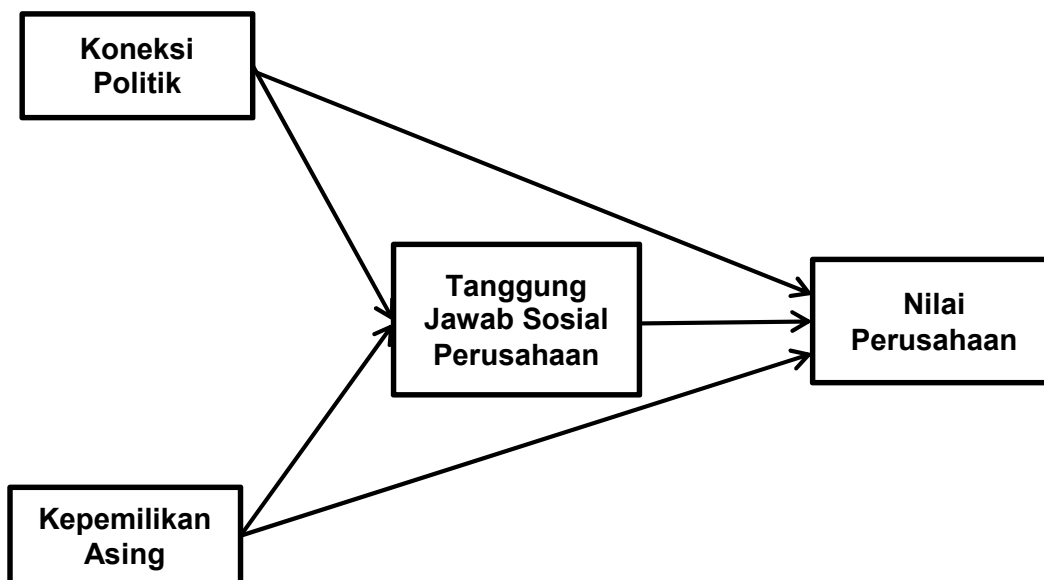 Koneksi
Politik
Tanggung
Jawab Sosial
Perusahaan
Nilai
Perusahaan
Kepemilikan
Asing